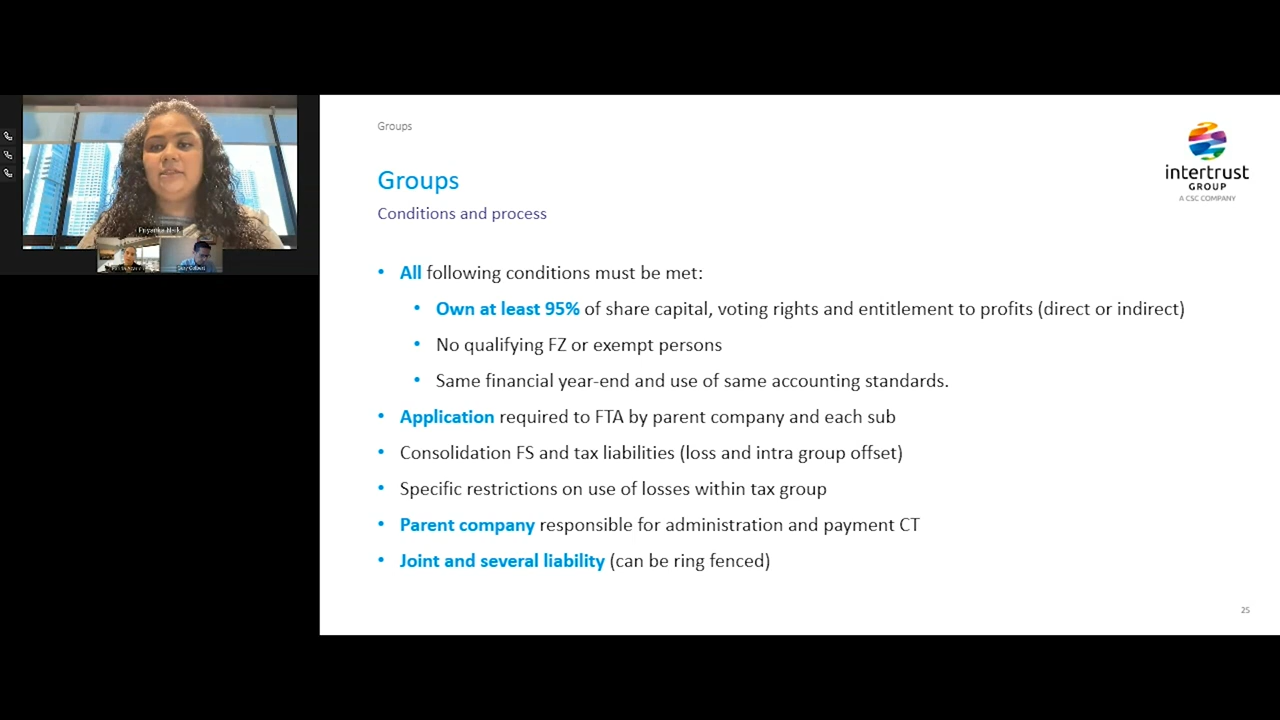 Groups
intertrust
GROUP
A CSC COMPANY
Groups
Conditions and process
• All following conditions must be met:
• Own at least 95% of share capital, voting rights and entitlement to profits (direct or indirect)
• No qualifying FZ or exempt persons
• Same financial year-end and use of same accounting standards.
• Application required to FTA by parent company and each sub
• Consolidation FS and tax liabilities (loss and intra group offset)
• Specific restrictions on use of losses within tax group
• Parent company responsible for administration and payment CT
• Joint and several liability (can be ring fenced)
25